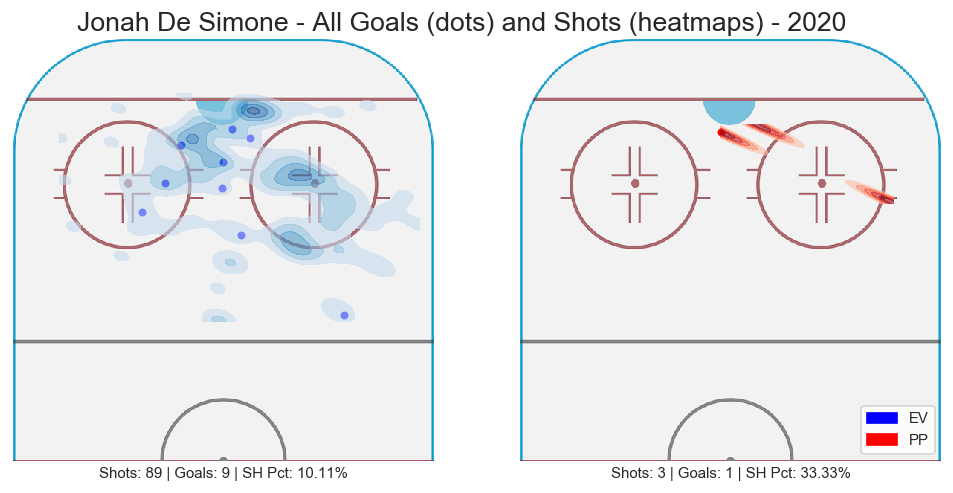 Jonah De Simone - All Goals (dots) and Shots (heatmaps) - 2020
EV
PP
Shots: 89 | Goals: 9 | SH Pct: 10.11%
Shots: 3 | Goals: 1 | SH Pct: 33.33%